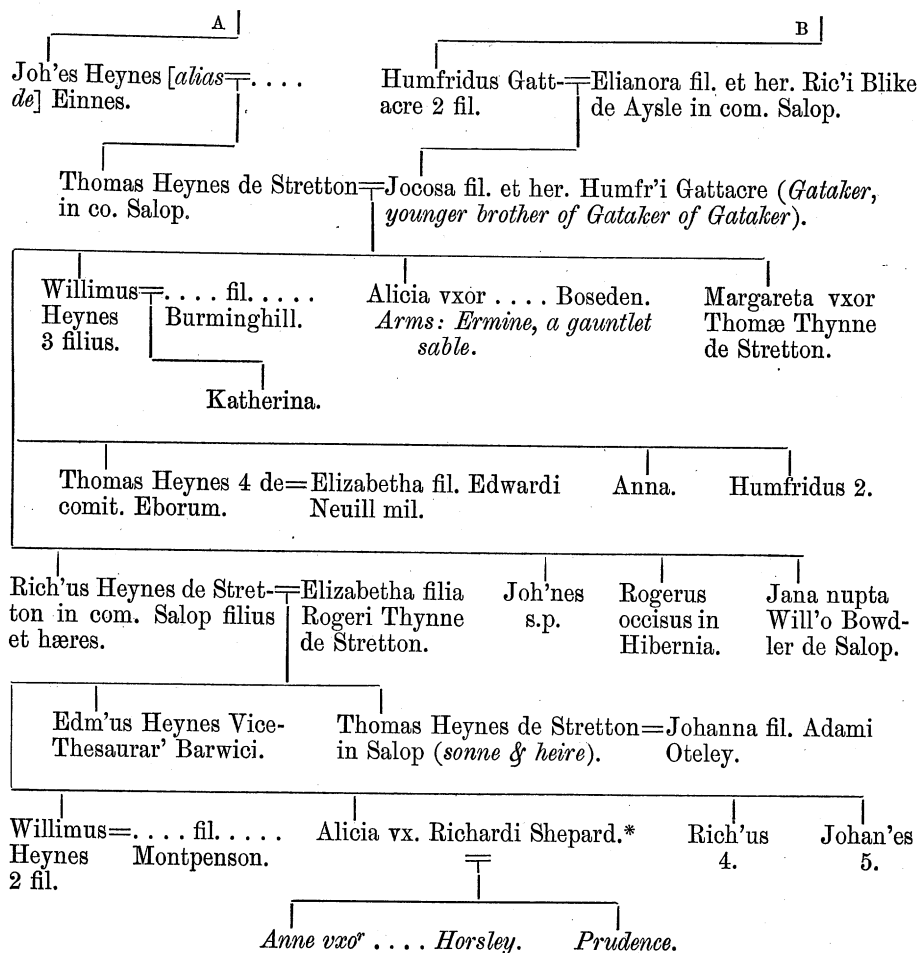 A
B
Joh'es Heynes [alias=. . . .
de] Einnes.
Humfridus Gatt-=Elianora fil. et her. Ric'i Blike
acre 2 fil.
de Aysle in com. Salop.
Thomas Heynes de Stretton=Jocosa fil. et her. Humfr'i Gattacre (Gataker,
in co. Salop.
younger brother of Gataker of Gataker).
Willimus=. . . . fil. . . . .
Heynes
Burminghill.
3 filius.
Alicia vxor . . . . Boseden.
Arms: Ermine, a gauntlet
sable.
Margareta vxor
Thomæ Thynne
de Stretton.
Katherina.
Thomas Heynes 4 de=Elizabetha fil. Edwardi
comit. Eborum.
Neuill mil.
Anna.
Humfridus 2.
Rich'us Heynes de Stret-=Elizabetha filia
ton in com. Salop filius
Rogeri Thynne
et hæres.
de Stretton.
Joh'nes
s.p.
Rogerus
occisus in
Hibernia.
Jana nupta
Will'o Bowd-
ler de Salop.
Edm'us Heynes Vice-
Thesaurar' Barwici.
Thomas Heynes de Stretton=Johanna fil. Adami
in Salop (sonne & heire).
Oteley.
Willimus=. . . . fil. . . . .
Heynes
Montpenson.
2 fil.
Alicia vx. Richardi Shepard.*
Rich'us
4.
Johan'es
5.
Anne vxoʳ . . . . Horsley.
Prudence.